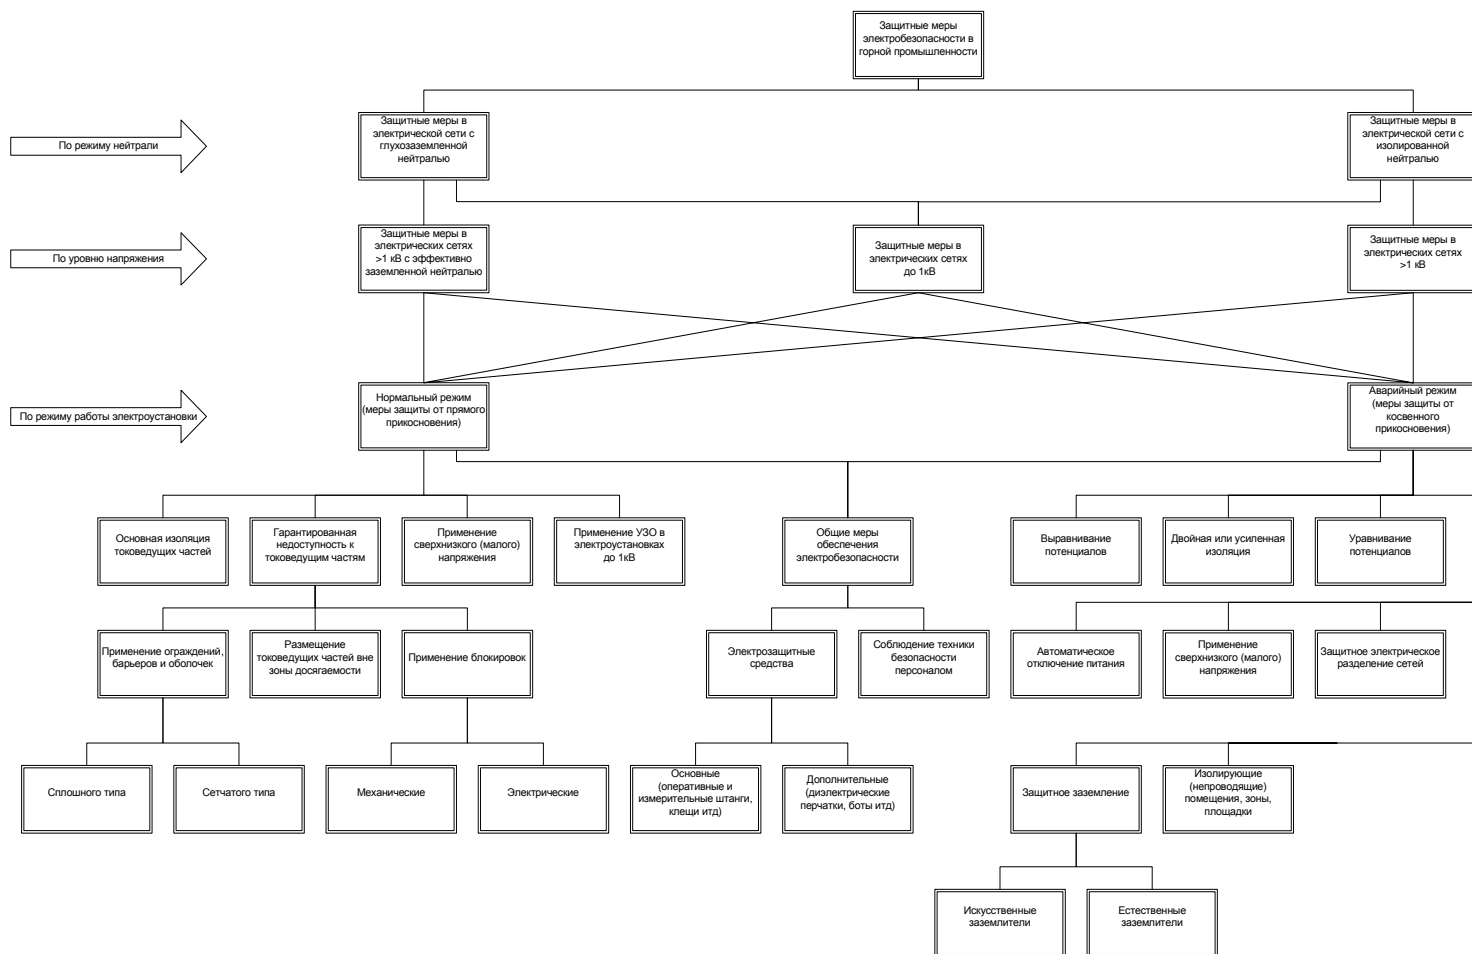 Защитные меры
электробезопасности в
горной промышленности
По режиму нейтрали
Защитные меры в
электрической сети с
глухозаземленной
нейтралью
Защитные меры в
электрической сети с
изолированной
нейтралью
По уровню напряжения
Защитные меры в
электрических сетях
>1 кВ с эффективно
заземленной нейтралью
Защитные меры в
электрических сетях
до 1кВ
Защитные меры в
электрических сетях
>1 кВ
По режиму работы электроустановки
Нормальный режим
(меры защиты от прямого
прикосновения)
Аварийный режим
(меры защиты от
косвенного
прикосновения)
Основная изоляция
токоведущих частей
Гарантированная
недоступность к
токоведущим частям
Применение
сверхнизкого (малого)
напряжения
Применение УЗО в
электроустановках
до 1кВ
Общие меры
обеспечения
электробезопасности
Выравнивание
потенциалов
Двойная или усиленная
изоляция
Уравнивание
потенциалов
Применение ограждений,
барьеров и оболочек
Размещение
токоведущих частей вне
зоны досягаемости
Применение блокировок
Электрозащитные
средства
Соблюдение техники
безопасности
персоналом
Автоматическое
отключение питания
Применение
сверхнизкого (малого)
напряжения
Защитное электрическое
разделение сетей
Сплошного типа
Сетчатого типа
Механические
Электрические
Основные
(оперативные и
измерительные штанги,
клещи итд)
Дополнительные
(диэлектрические
перчатки, боты итд)
Защитное заземление
Изолирующие
(непроводящие)
помещения, зоны,
площадки
Искусственные
заземлители
Естественные
заземлители